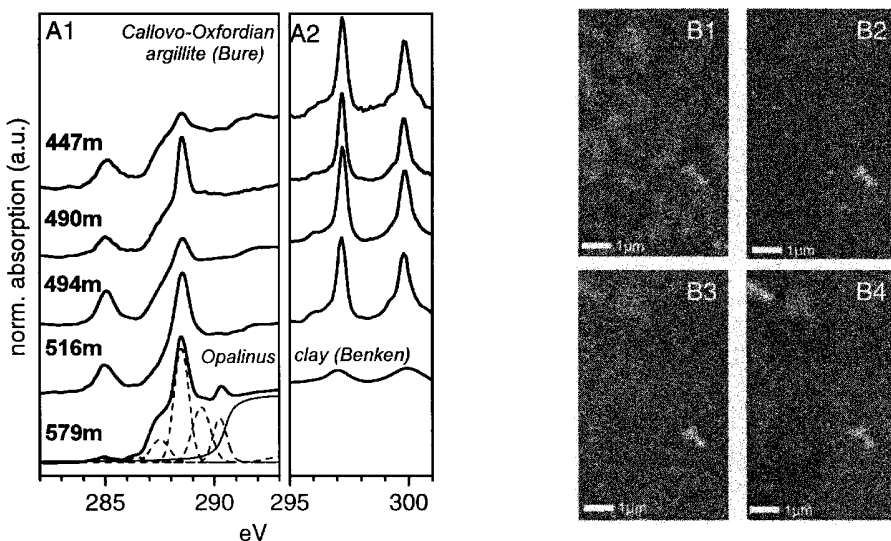 A1
Callovo-Oxfordian
argillite (Bure)
A2
norm. absorption (a.u.)
447m
490m
494m
516m
579m
Opalinus
clay (Benken)
285
290
295
300
eV
B1
1µm
B2
1µm
B3
1µm
B4
1µm